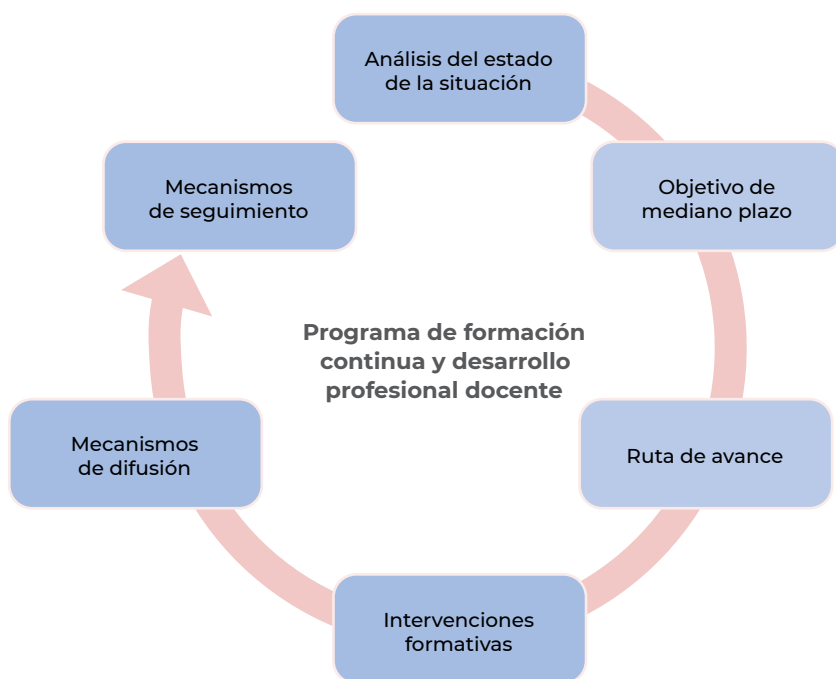 Análisis del estado
de la situación
Objetivo de
mediano plazo
Ruta de avance
Intervenciones
formativas
Mecanismos
de difusión
Mecanismos
de seguimiento
Programa de formación
continua y desarrollo
profesional docente